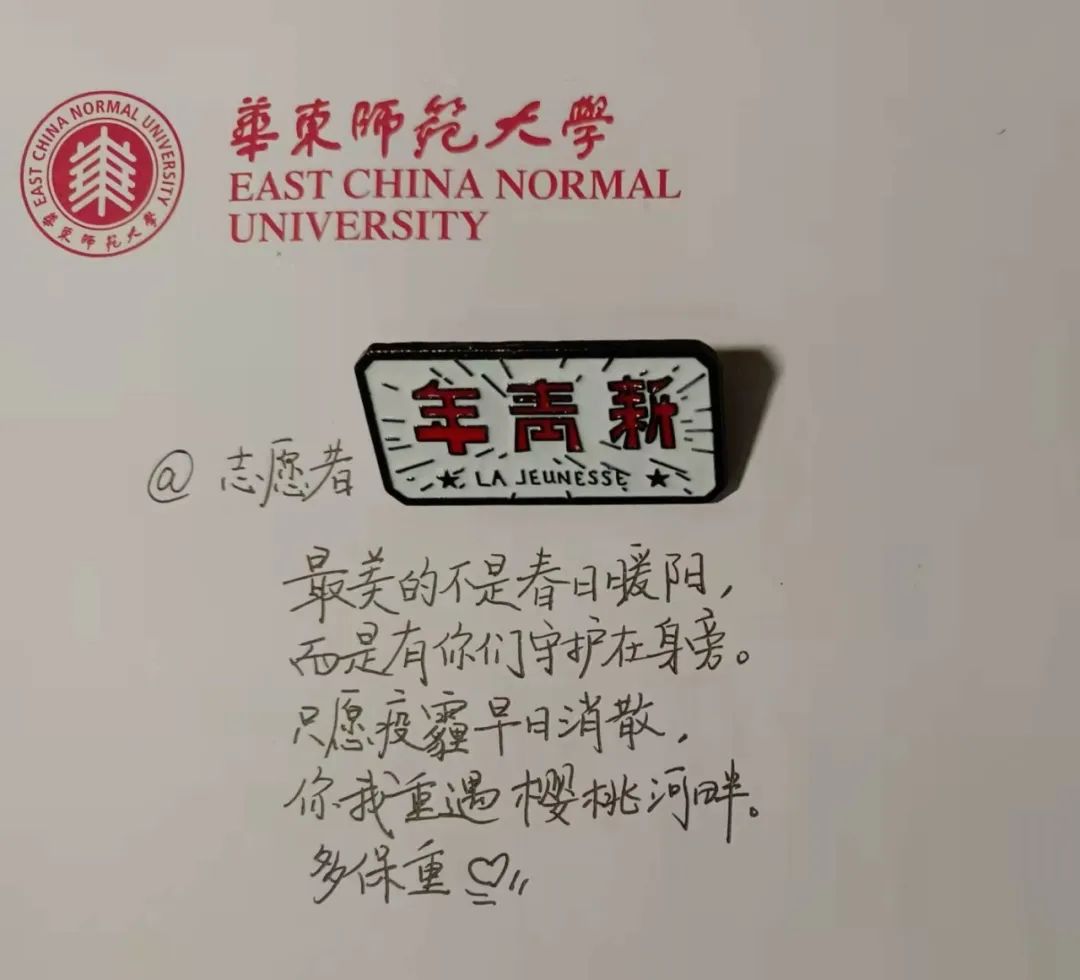 EAST CHINA NORMAL UNIVERSITY
華東師範大學
華東師範大學
EAST CHINA NORMAL
UNIVERSITY
年青新
LA JEUNESSE
@志愿者
最美的不是春日暖阳，
而是有你们守护在身旁。
只愿疫霾早日消散，
你我重遇樱桃河畔。
多保重